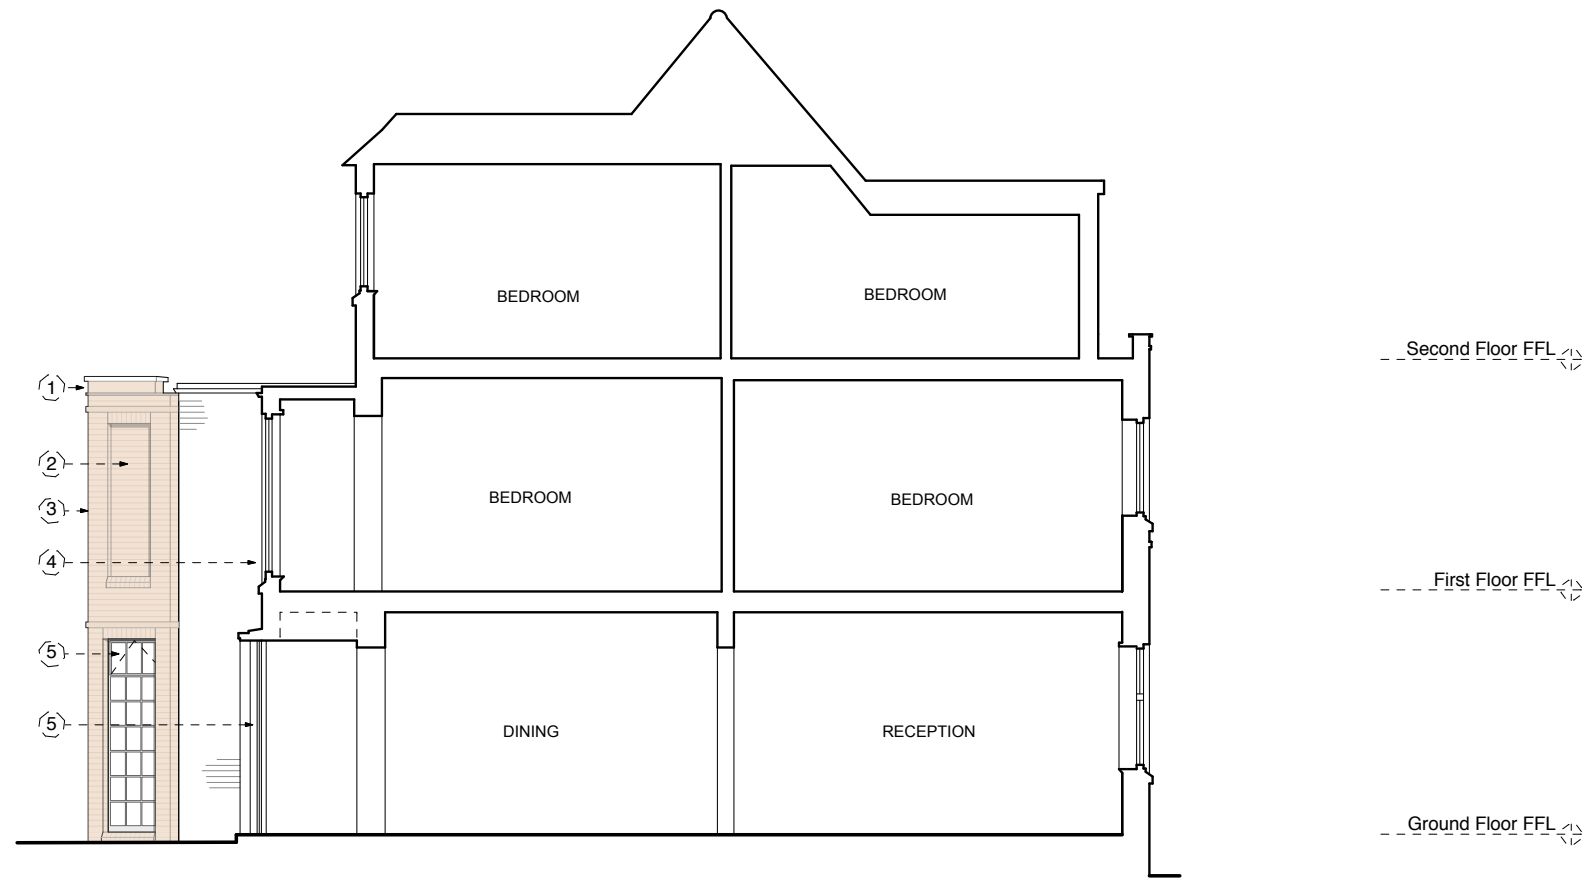 BEDROOM
BEDROOM
Second Floor FFL
1
2
3
BEDROOM
BEDROOM
4
First Floor FFL
5
5
DINING
RECEPTION
Ground Floor FFL